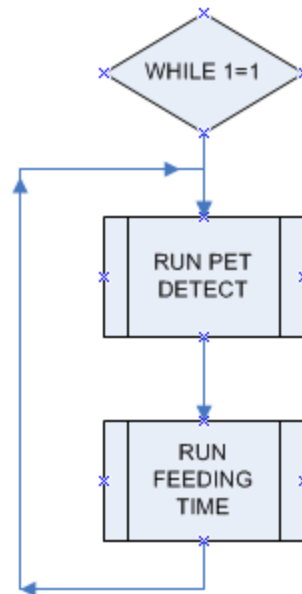 WHILE 1=1
RUN PET
DETECT
RUN
FEEDING
TIME